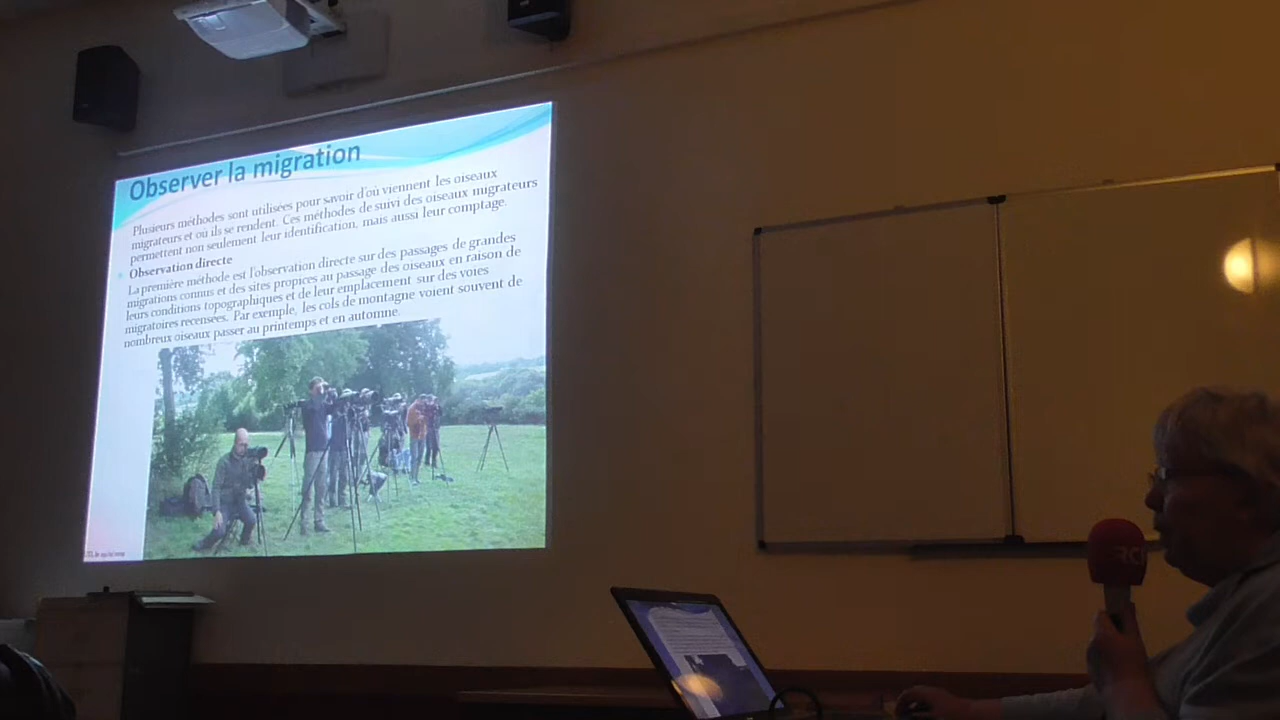 Observer la migration
Plusieurs méthodes sont utilisées pour savoir d'où viennent les oiseaux
migrateurs et où ils se rendent. Ces méthodes de suivi des oiseaux migrateurs
permettent non seulement leur identification, mais aussi leur comptage.
Observation directe
La première méthode est l'observation directe sur des passages de grandes
migrations connus et des sites propices au passage des oiseaux en raison de
leurs conditions topographiques et de leur emplacement sur des voies
migratoires recensées. Par exemple, les cols de montagne voient souvent de
nombreux oiseaux passer au printemps et en automne.